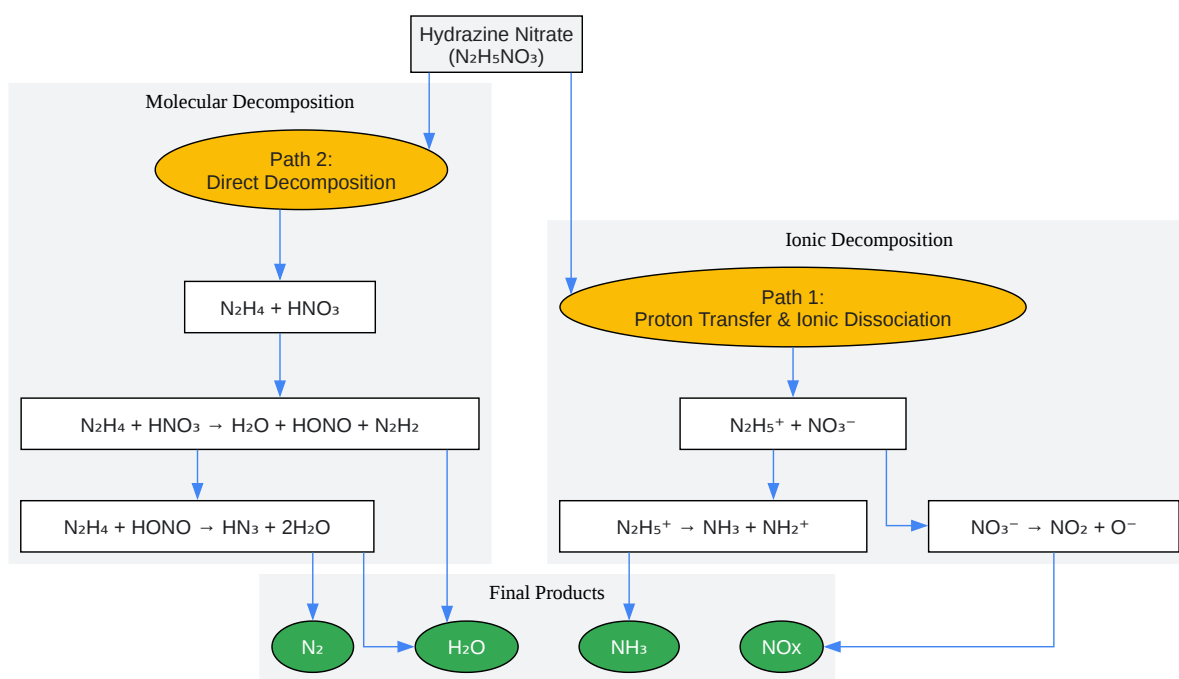 Hydrazine Nitrate
(N₂H₅NO₃)
Molecular Decomposition
Path 2:
Direct Decomposition
Ionic Decomposition
N₂H₄ + HNO₃
Path 1:
Proton Transfer & Ionic Dissociation
N₂H₄ + HNO₃ → H₂O + HONO + N₂H₂
N₂H₅⁺ + NO₃⁻
N₂H₄ + HONO → HN₃ + 2H₂O
N₂H₅⁺ → NH₃ + NH₂⁺
NO₃⁻ → NO₂ + O⁻
Final Products
N₂
H₂O
NH₃
NOx